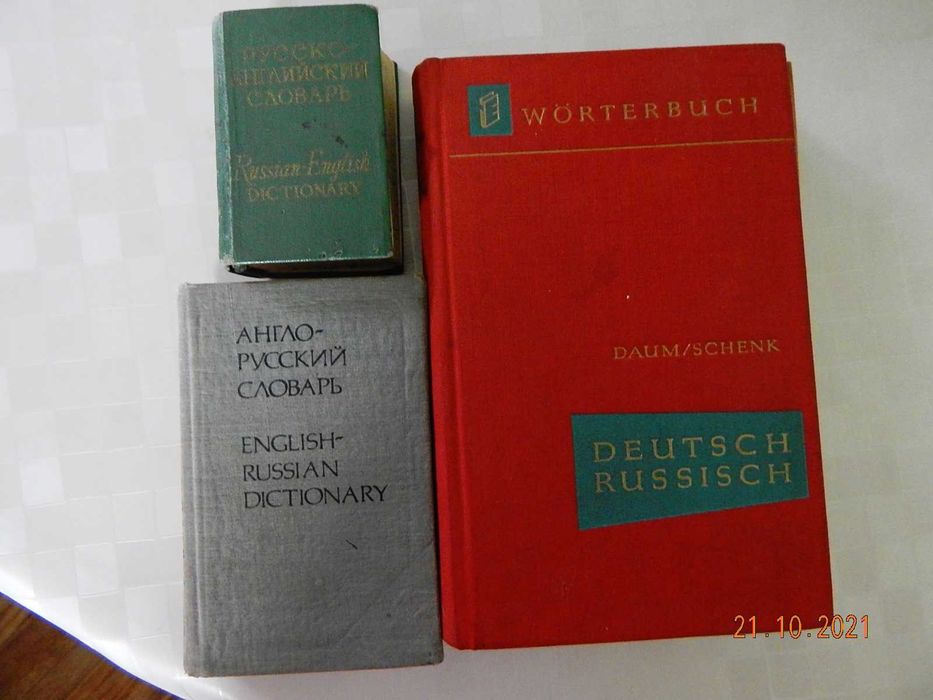 РУССКО-
АНГЛИЙСКИЙ
СЛОВАРЬ
Russian-English
DICTIONARY
АНГЛО-
РУССКИЙ
СЛОВАРЬ
ENGLISH-
RUSSIAN
DICTIONARY
WÖRTERBUCH
DAUM/SCHENK
DEUTSCH
RUSSISCH
21.10.2021